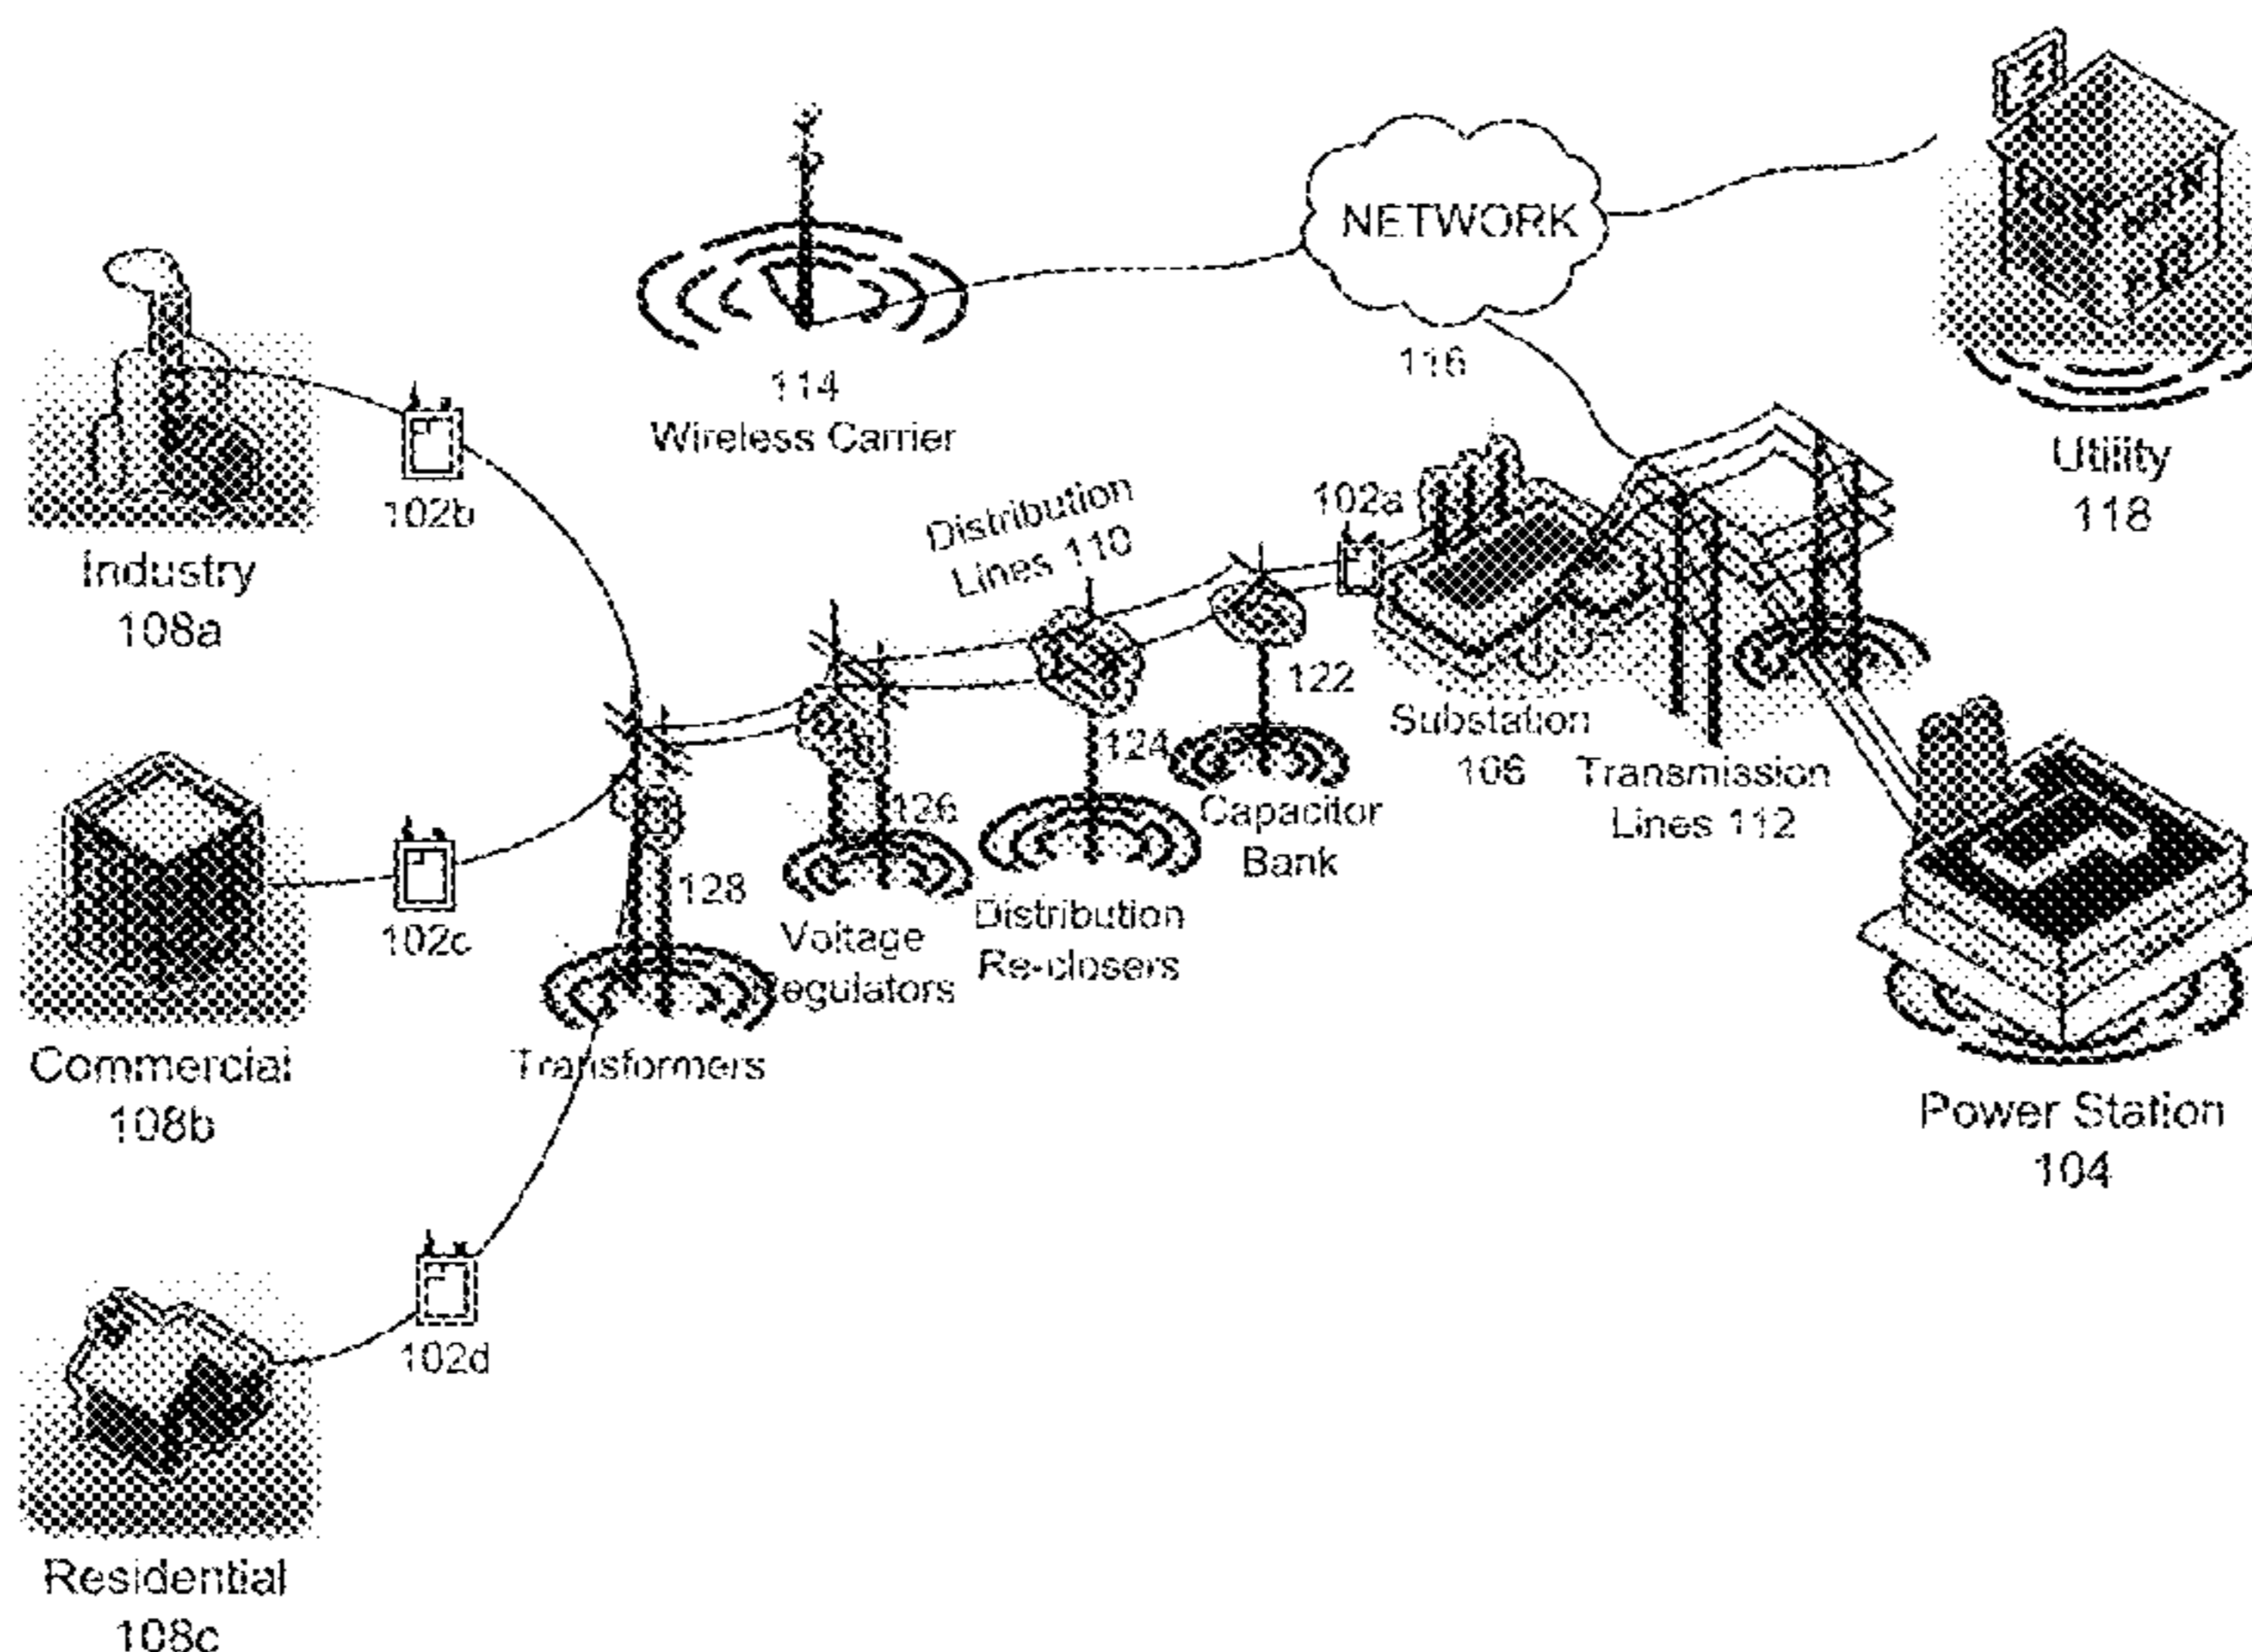 NETWORK
116
114
Wireless Carrier
Utility
118
102b
Industry
108a
Distribution
Lines 110
102a
122
Substation
106
124
Transmission
Lines 112
126
Capacitor
Bank
128
Voltage
Regulators
Distribution
Re-closers
102c
Commercial
108b
Transformers
Power Station
104
102d
Residential
108c